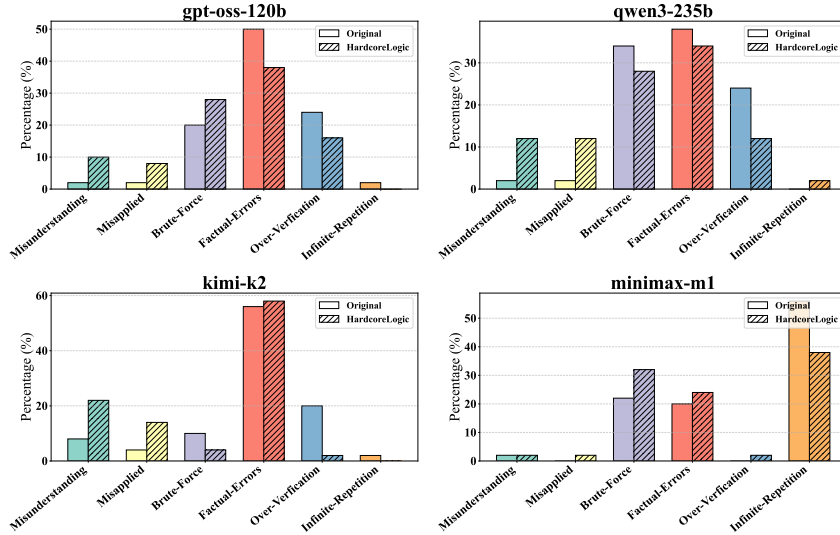 gpt-oss-120b
Percentage (%)
50
40
30
20
10
0
Original
HardcoreLogic
Misunderstanding
Misapplied
Brute-Force
Factual-Errors
Over-Verfication
Infinite-Repetition
qwen3-235b
Percentage (%)
30
20
10
0
Original
HardcoreLogic
Misunderstanding
Misapplied
Brute-Force
Factual-Errors
Over-Verfication
Infinite-Repetition
kimi-k2
Percentage (%)
60
40
20
0
Original
HardcoreLogic
Misunderstanding
Misapplied
Brute-Force
Factual-Errors
Over-Verfication
Infinite-Repetition
minimax-m1
Percentage (%)
50
40
30
20
10
0
Original
HardcoreLogic
Misunderstanding
Misapplied
Brute-Force
Factual-Errors
Over-Verfication
Infinite-Repetition